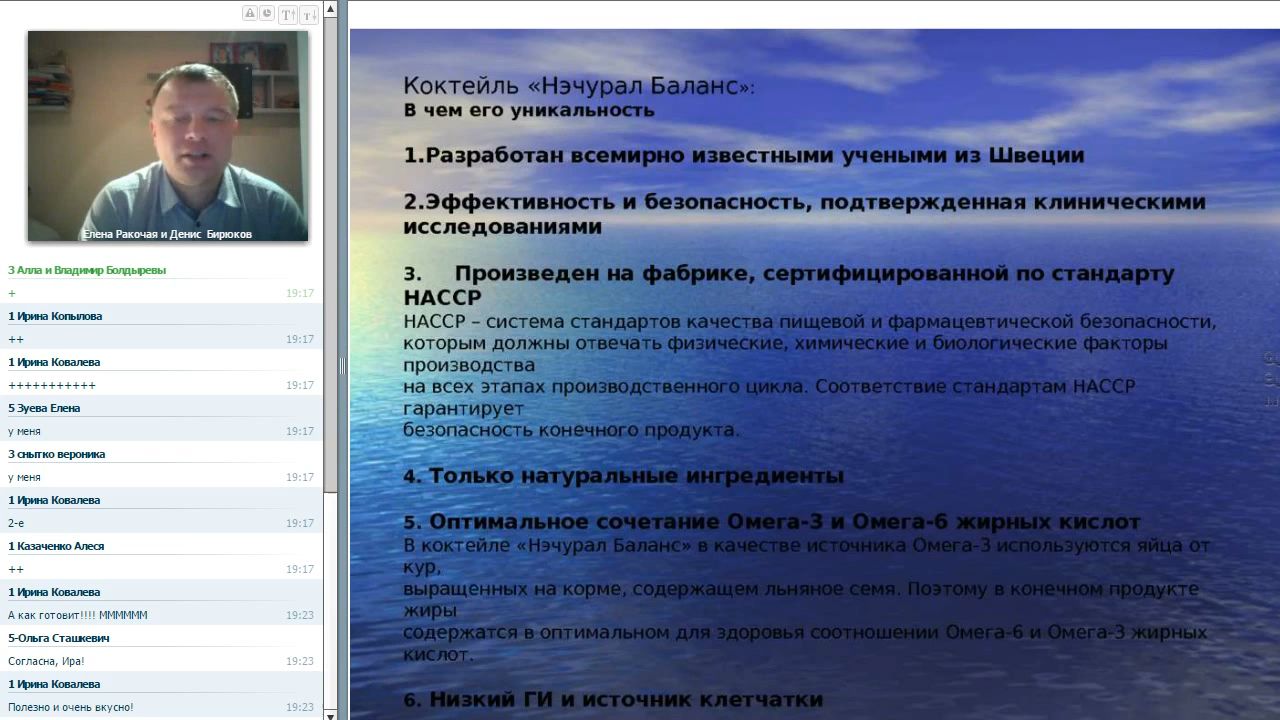 Елена Ракочая и Денис Бирюков
3 Алла и Владимир Болдыревы
+ 19:17
1 Ирина Копылова
++ 19:17
1 Ирина Ковалева
+++++++++++ 19:17
5 Зуева Елена
у меня 19:17
3 снытко вероника
у меня 19:17
1 Ирина Ковалева
2-е 19:17
1 Казаченко Алеся
++ 19:17
1 Ирина Ковалева
А как готовит!!!! МММММM 19:23
5-Ольга Сташкевич
Согласна, Ира! 19:23
1 Ирина Ковалева
Полезно и очень вкусно! 19:23
Коктейль «Нэчурал Баланс»:
В чем его уникальность
1.Разработан всемирно известными учеными из Швеции
2.Эффективность и безопасность, подтвержденная клиническими
исследованиями
3. Произведен на фабрике, сертифицированной по стандарту
НАССР
НАССР – система стандартов качества пищевой и фармацевтической безопасности,
которым должны отвечать физические, химические и биологические факторы
производства
на всех этапах производственного цикла. Соответствие стандартам НАССР
гарантирует
безопасность конечного продукта.
4. Только натуральные ингредиенты
5. Оптимальное сочетание Омега-3 и Омега-6 жирных кислот
В коктейле «Нэчурал Баланс» в качестве источника Омега-3 используются яйца от
кур,
выращенных на корме, содержащем льняное семя. Поэтому в конечном продукте
жиры
содержатся в оптимальном для здоровья соотношении Омега-6 и Омега-3 жирных
кислот.
6. Низкий ГИ и источник клетчатки